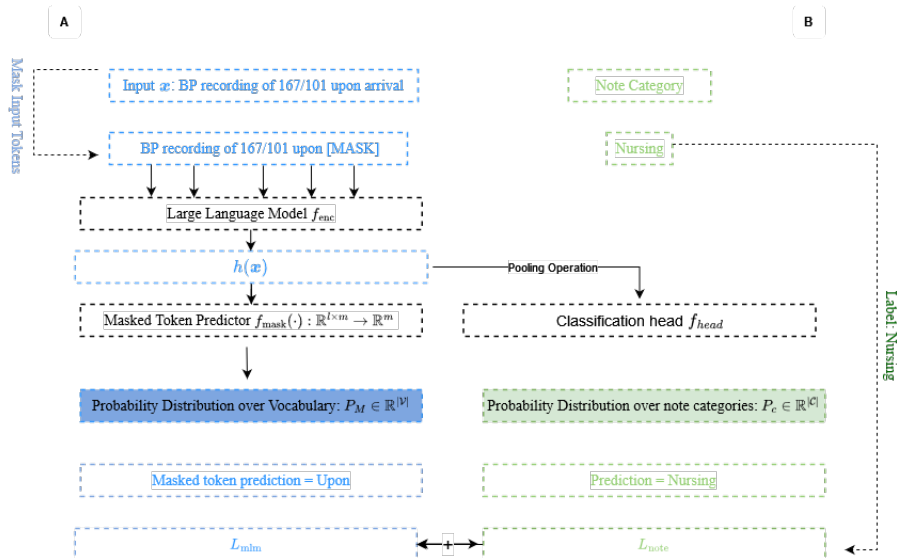 A
B
Mask Input Tokens
Input x: BP recording of 167/101 upon arrival
Note Category
BP recording of 167/101 upon [MASK]
Nursing
Large Language Model f_enc
h(x)
Pooling Operation
Masked Token Predictor f_mask(·) : ℝ^{l×m} → ℝ^m
Classification head f_head
Label: Nursing
Probability Distribution over Vocabulary: P_M ∈ ℝ^{|𝒱|}
Probability Distribution over note categories: P_c ∈ ℝ^{|𝒞|}
Masked token prediction = Upon
Prediction = Nursing
L_mlm
+
L_note